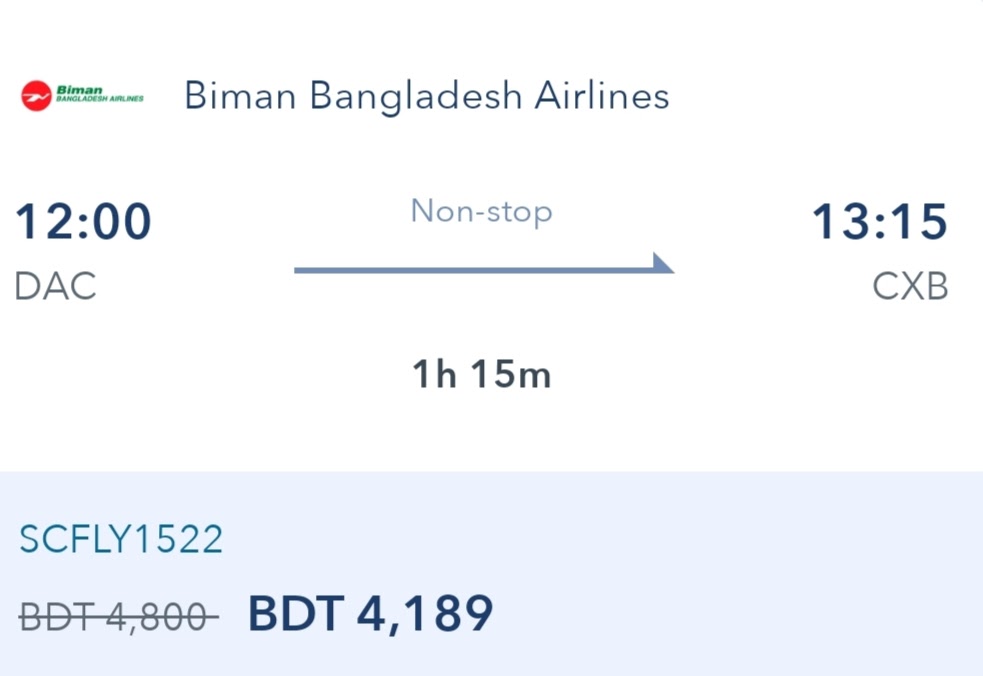 Biman
BANGLADESH AIRLINES
Biman Bangladesh Airlines
12:00
Non-stop
13:15
DAC
CXB
1h 15m
SCFLY1522
BDT 4,800
BDT 4,189